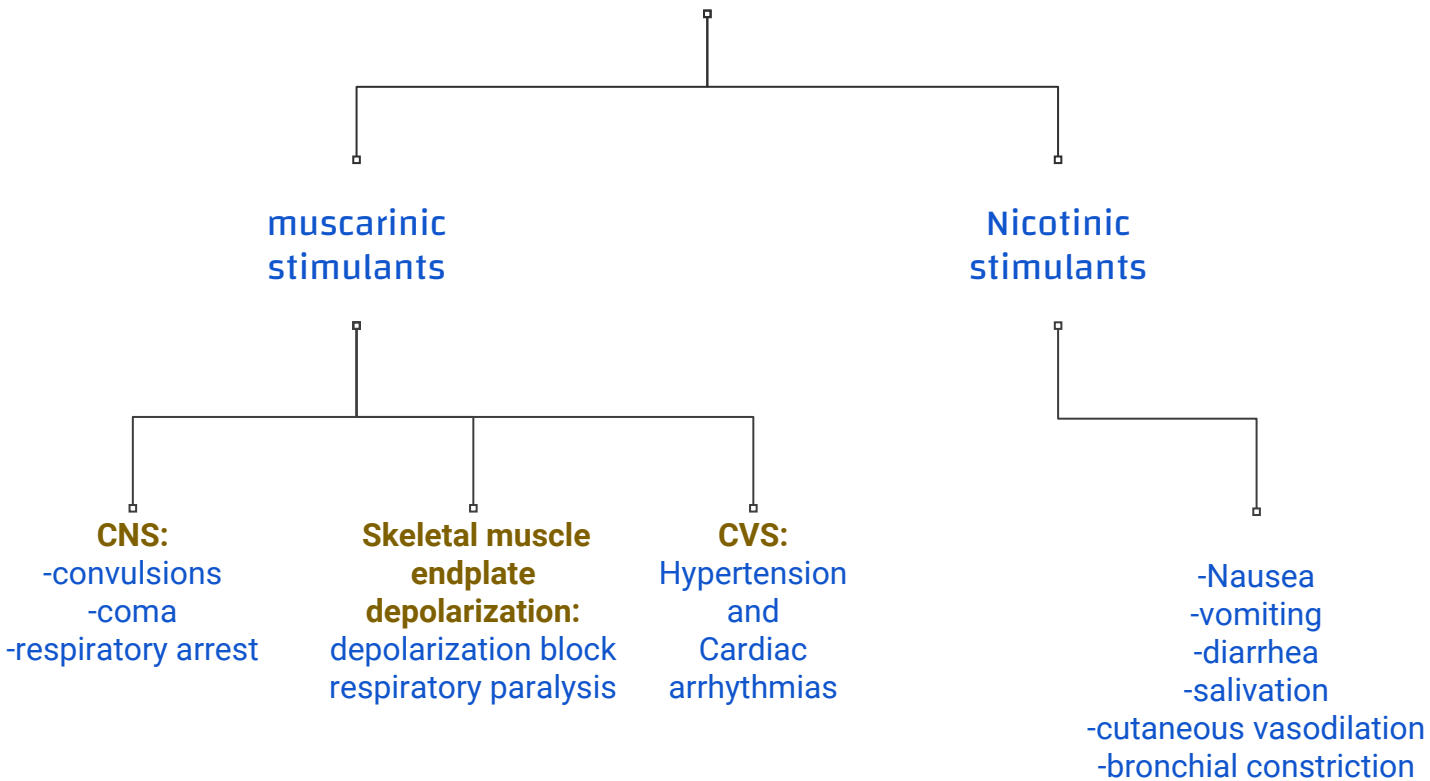 muscarinic
stimulants
Nicotinic
stimulants
CNS:
-convulsions
-coma
-respiratory arrest
Skeletal muscle
endplate
depolarization:
depolarization block
respiratory paralysis
CVS:
Hypertension
and
Cardiac
arrhythmias
-Nausea
-vomiting
-diarrhea
-salivation
-cutaneous vasodilation
-bronchial constriction